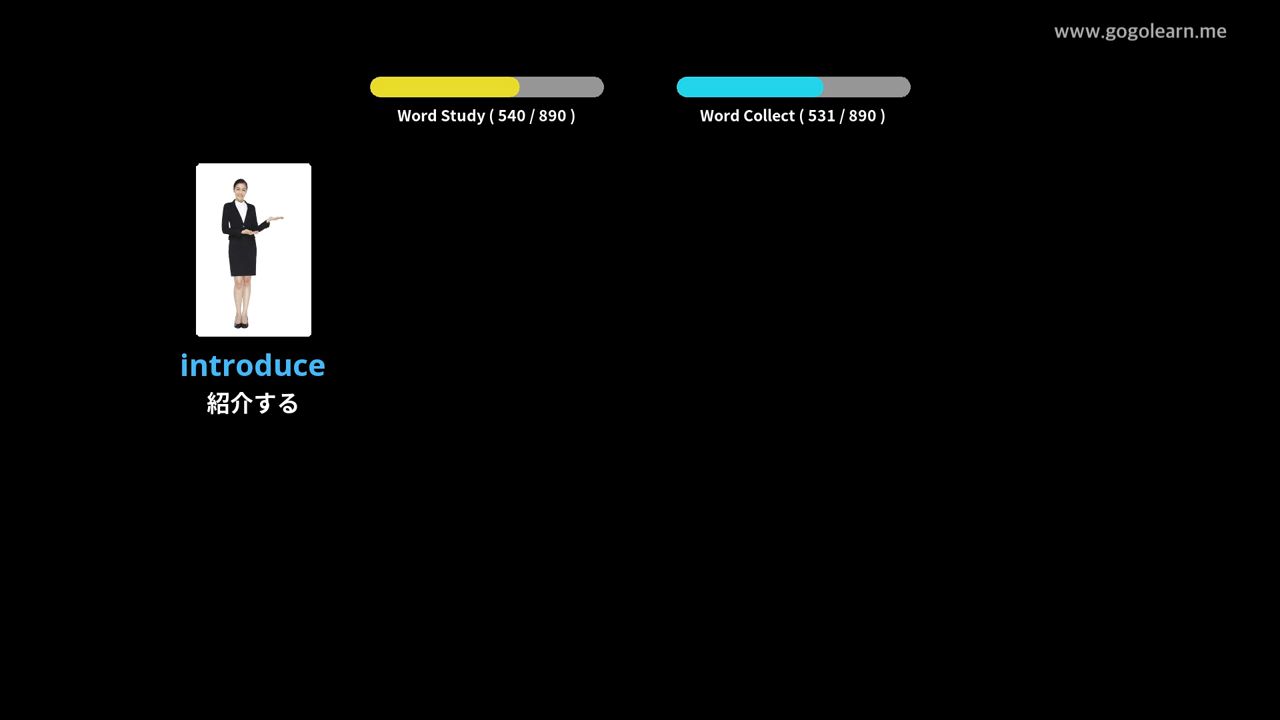 www.gogolearn.me
Word Study ( 540 / 890 )
Word Collect ( 531 / 890 )
introduce
紹介する